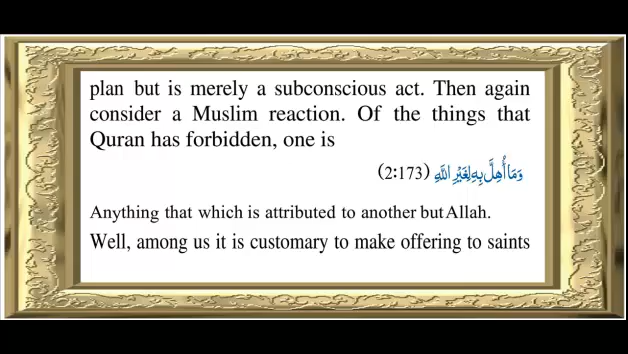 plan but is merely a subconscious act. Then again
consider a Muslim reaction. Of the things that
Quran has forbidden, one is
وَمَا أُهِلَّ بِهِ لِغَيْرِ اللَّهِ (2:173)
Anything that which is attributed to another but Allah.
Well, among us it is customary to make offering to saints